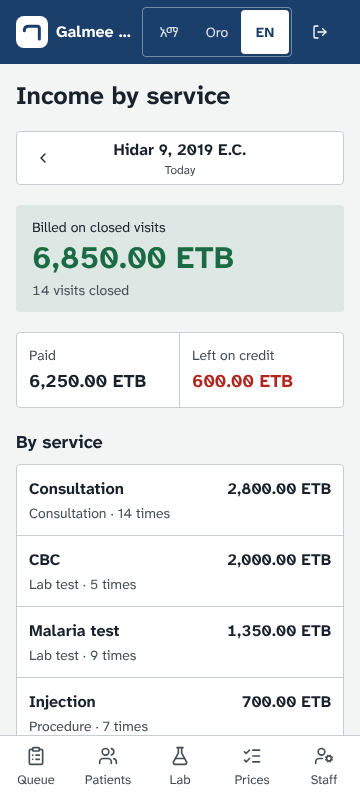 Galmee ...
አማ
Oro
EN
Income by service
Hidar 9, 2019 E.C.
Today
Billed on closed visits
6,850.00 ETB
14 visits closed
Paid
6,250.00 ETB
Left on credit
600.00 ETB
By service
Consultation
2,800.00 ETB
Consultation · 14 times
CBC
2,000.00 ETB
Lab test · 5 times
Malaria test
1,350.00 ETB
Lab test · 9 times
Injection
700.00 ETB
Procedure · 7 times
Queue
Patients
Lab
Prices
Staff